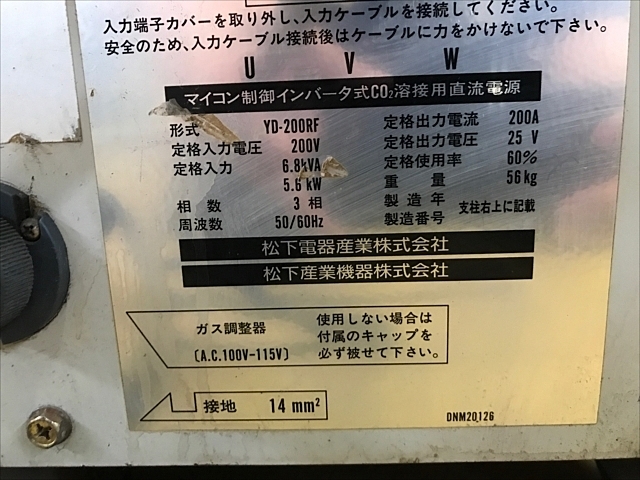 入力端子カバーを取り外し、入力ケーブルを接続してください。
安全のため、入力ケーブル接続後はケーブルに力をかけないで下さい。
U V W
マイコン制御インバータ式CO₂溶接用直流電源
形式 YD-200RF
定格入力電圧 200V
定格入力 6.8kVA
5.6kW
相数 3相
周波数 50/60Hz
定格出力電流 200A
定格出力電圧 25V
定格使用率 60%
重量 56kg
製造年
製造番号
支柱右上に記載
松下電器産業株式会社
松下産業機器株式会社
ガス調整器
(A.C.100V-115V)
使用しない場合は
付属のキャップを
必ず被せて下さい。
接地 14mm²
DNM20126